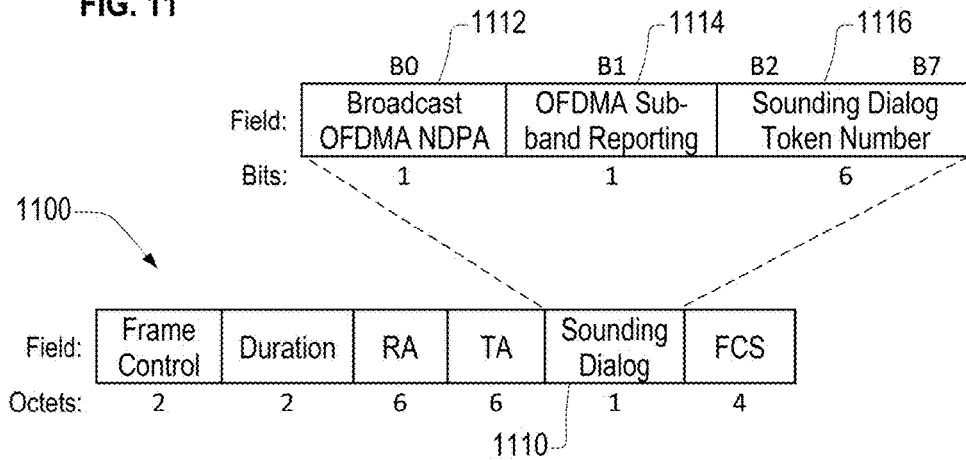 FIG. 11
1112 1114 1116
B0 B1 B2 B7
Field: Broadcast OFDMA NDPA OFDMA Sub-band Reporting Sounding Dialog Token Number
Bits: 1 1 6
1100
Field: Frame Control Duration RA TA Sounding Dialog FCS
Octets: 2 2 6 6 1 4
1110